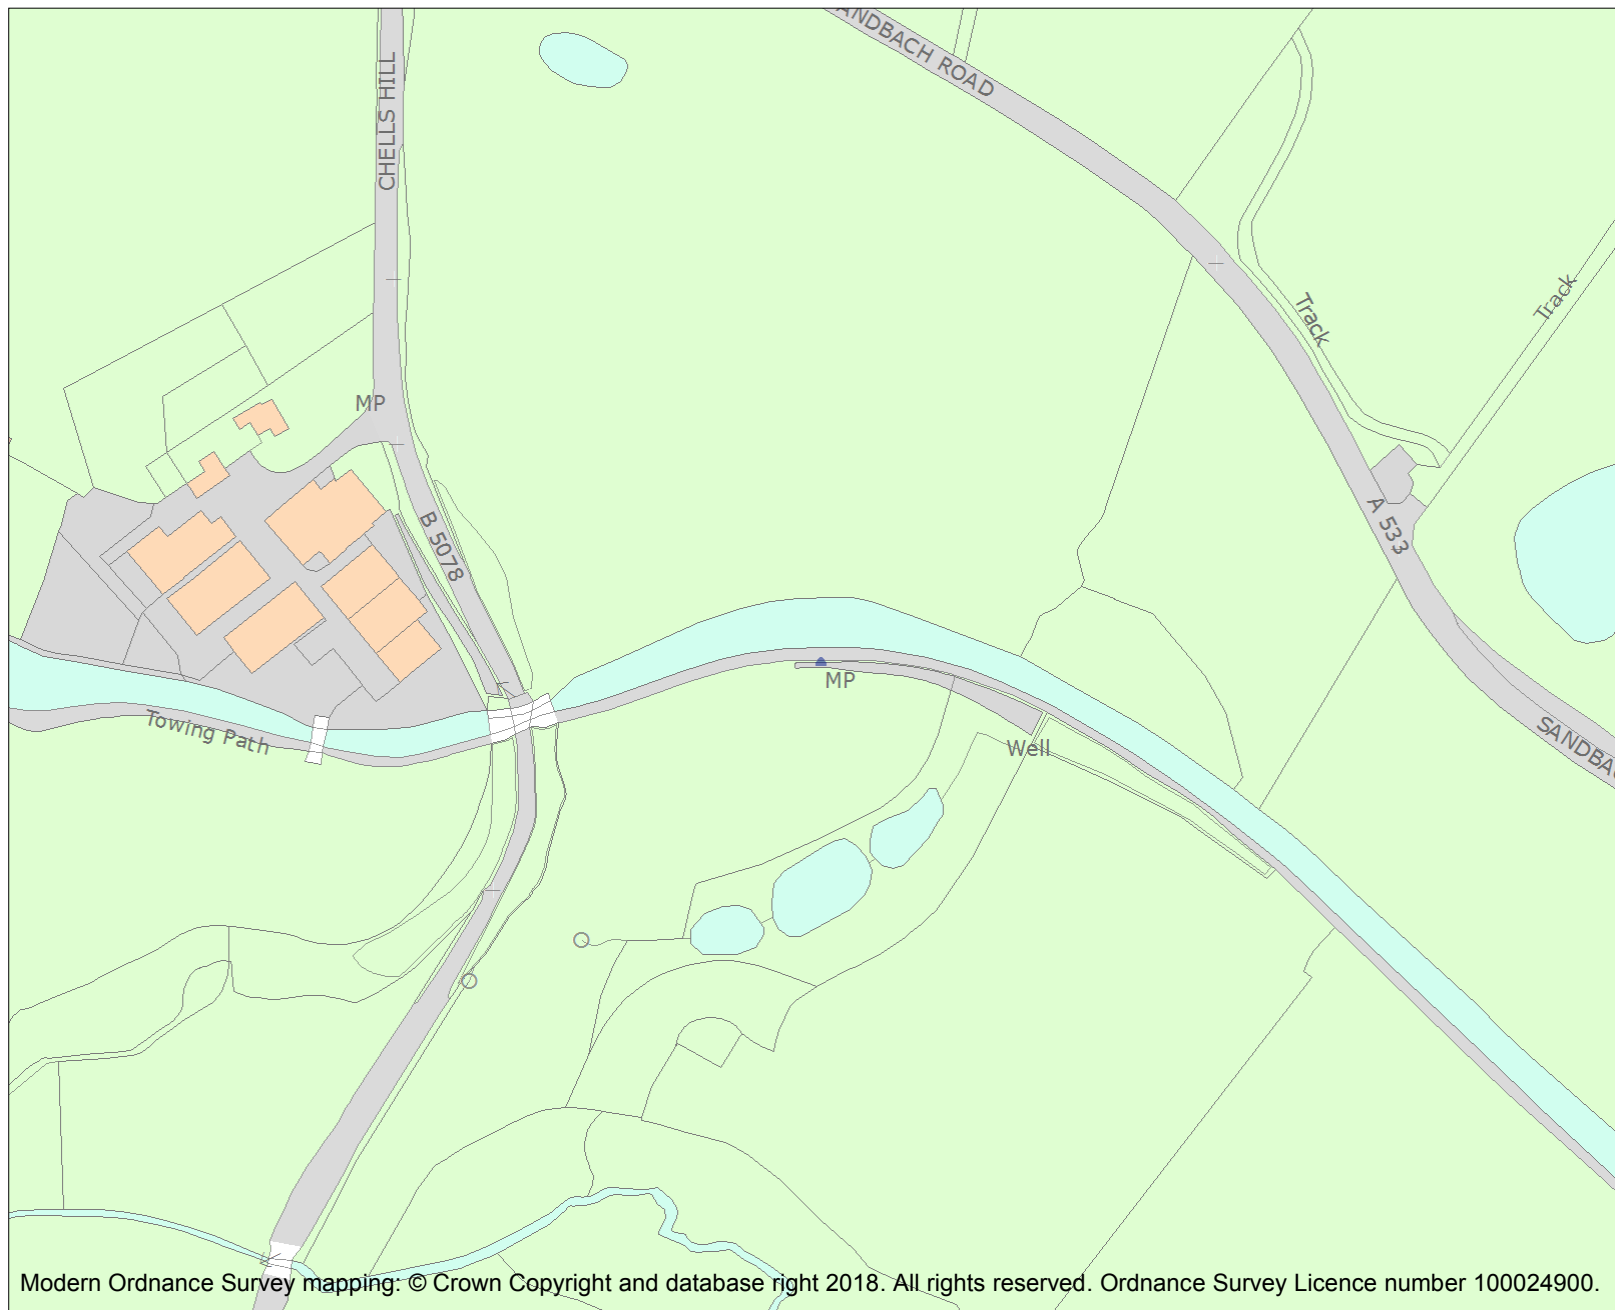 ANDBACH ROAD
CHELLS HILL
Track
Track
MP
A 533
B 5078
MP
Towing Path
SANDBA
Well
Modern Ordnance Survey mapping: © Crown Copyright and database right 2018. All rights reserved. Ordnance Survey Licence number 100024900.